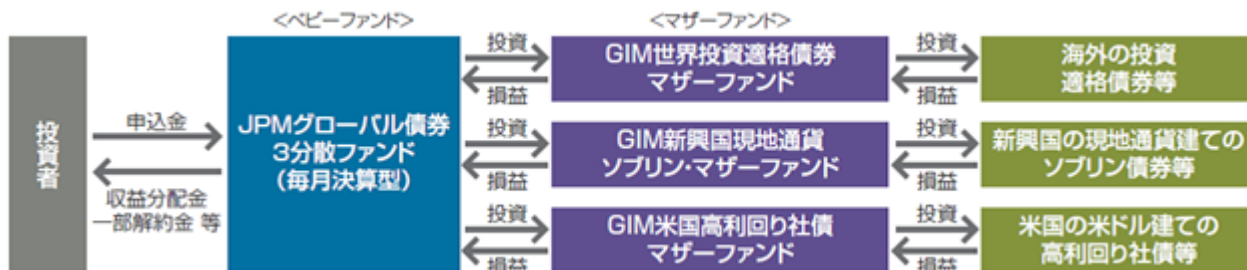 <ベビーファンド>
<マザーファンド>
投資者
申込金
収益分配金
一部解約金 等
JPMグローバル債券
3分散ファンド
(毎月決算型)
投資
損益
GIM世界投資適格債券
マザーファンド
投資
損益
海外の投資
適格債券等
投資
損益
GIM新興国現地通貨
ソブリン・マザーファンド
投資
損益
新興国の現地通貨建ての
ソブリン債券等
投資
損益
GIM米国高利回り社債
マザーファンド
投資
損益
米国の米ドル建ての
高利回り社債等